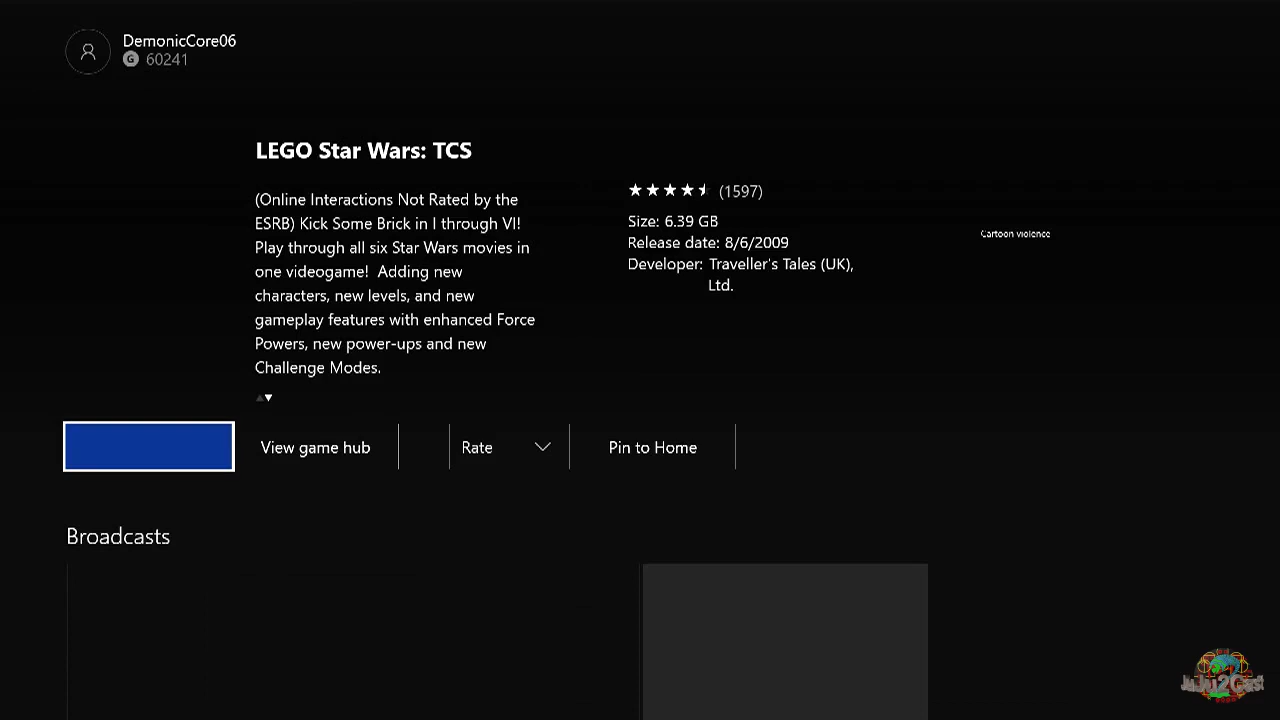 DemonicCore06
G 60241
LEGO Star Wars: TCS
(Online Interactions Not Rated by the
ESRB) Kick Some Brick in I through VI!
Play through all six Star Wars movies in
one videogame! Adding new
characters, new levels, and new
gameplay features with enhanced Force
Powers, new power-ups and new
Challenge Modes.
(1597)
Size: 6.39 GB
Release date: 8/6/2009
Developer: Traveller's Tales (UK),
Ltd.
Cartoon violence
View game hub
Rate
Pin to Home
Broadcasts
JuJu2Cast